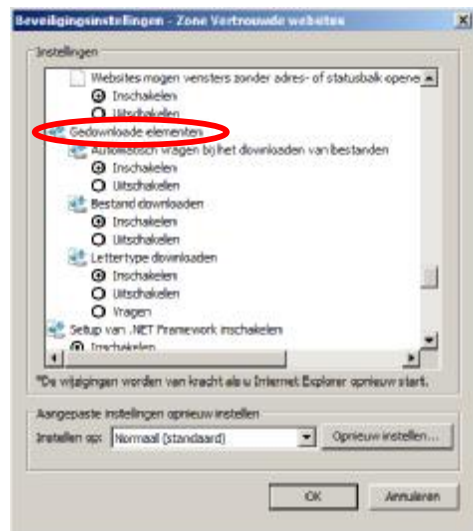 Beveiligingsinstellingen - Zone Vertrouwde websites
Instellingen
Websites mogen vensters zonder adres- of statusbalk opene
Inschakelen
Uitschakelen
Gedownloade elementen
Automatisch vragen bij het downloaden van bestanden
Inschakelen
Uitschakelen
Bestand downloaden
Inschakelen
Uitschakelen
Lettertype downloaden
Inschakelen
Uitschakelen
Vragen
Setup van .NET Framework inschakelen
Inschakelen
*De wijzigingen worden van kracht als u Internet Explorer opnieuw start.
Aangepaste instellingen opnieuw instellen
Instellen op: Normaal (standaard) Opnieuw instellen...
OK Annuleren